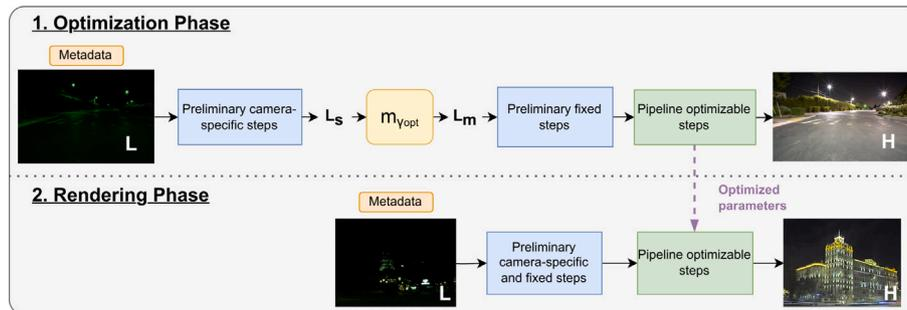 1. Optimization Phase
Metadata
L
Preliminary camera-
specific steps
Ls
mγopt
Lm
Preliminary fixed
steps
Pipeline optimizable
steps
H
Optimized
parameters
2. Rendering Phase
Metadata
L
Preliminary
camera-specific
and fixed steps
Pipeline optimizable
steps
H